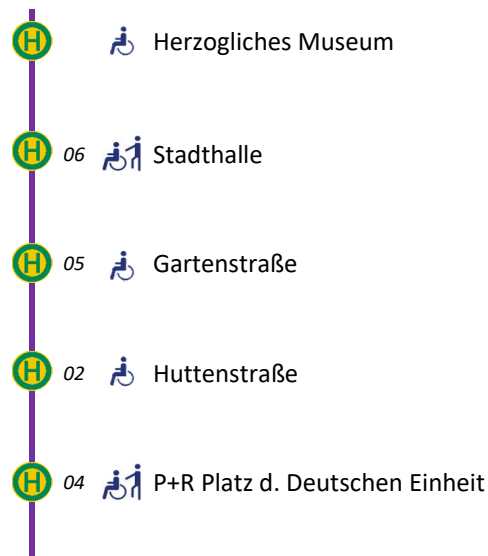 H Herzogliches Museum
H 06 Stadthalle
H 05 Gartenstraße
H 02 Huttenstraße
H 04 P+R Platz d. Deutschen Einheit